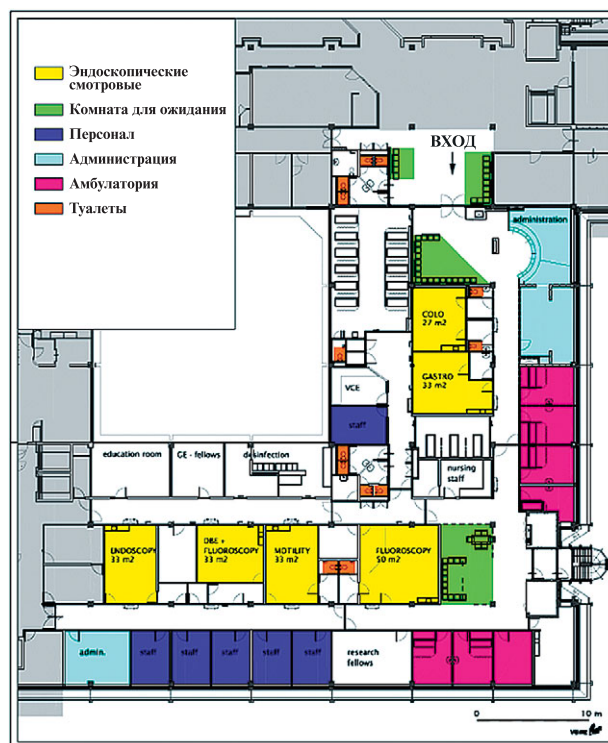 Эндоскопические
смотровые
Комната для ожидания
Персонал
Администрация
Амбулатория
Туалеты
ВХОД
administration
COLO
27 m2
GASTRO
33 m2
VCE
staff
education room
GE - fellows
desinfection
nursing
staff
ENDOSCOPY
33 m2
DBE +
FLUOROSCOPY
33 m2
MOTILITY
33 m2
FLUOROSCOPY
50 m2
admin.
staff
staff
staff
staff
staff
research
fellows
0 10 m